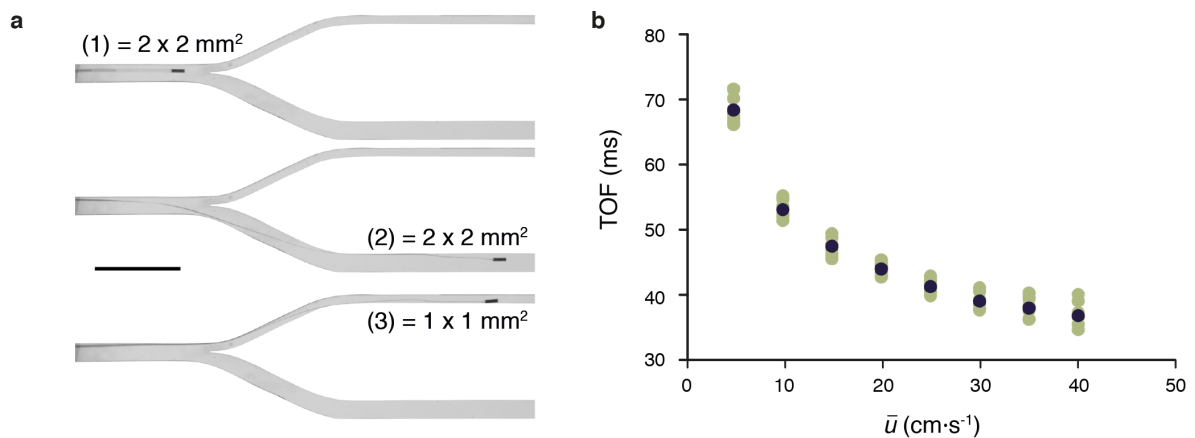 a
(1) = 2 x 2 mm²
(2) = 2 x 2 mm²
(3) = 1 x 1 mm²
b
80
70
60
50
40
30
TOF (ms)
0
10
20
30
40
50
ū (cm·s⁻¹)